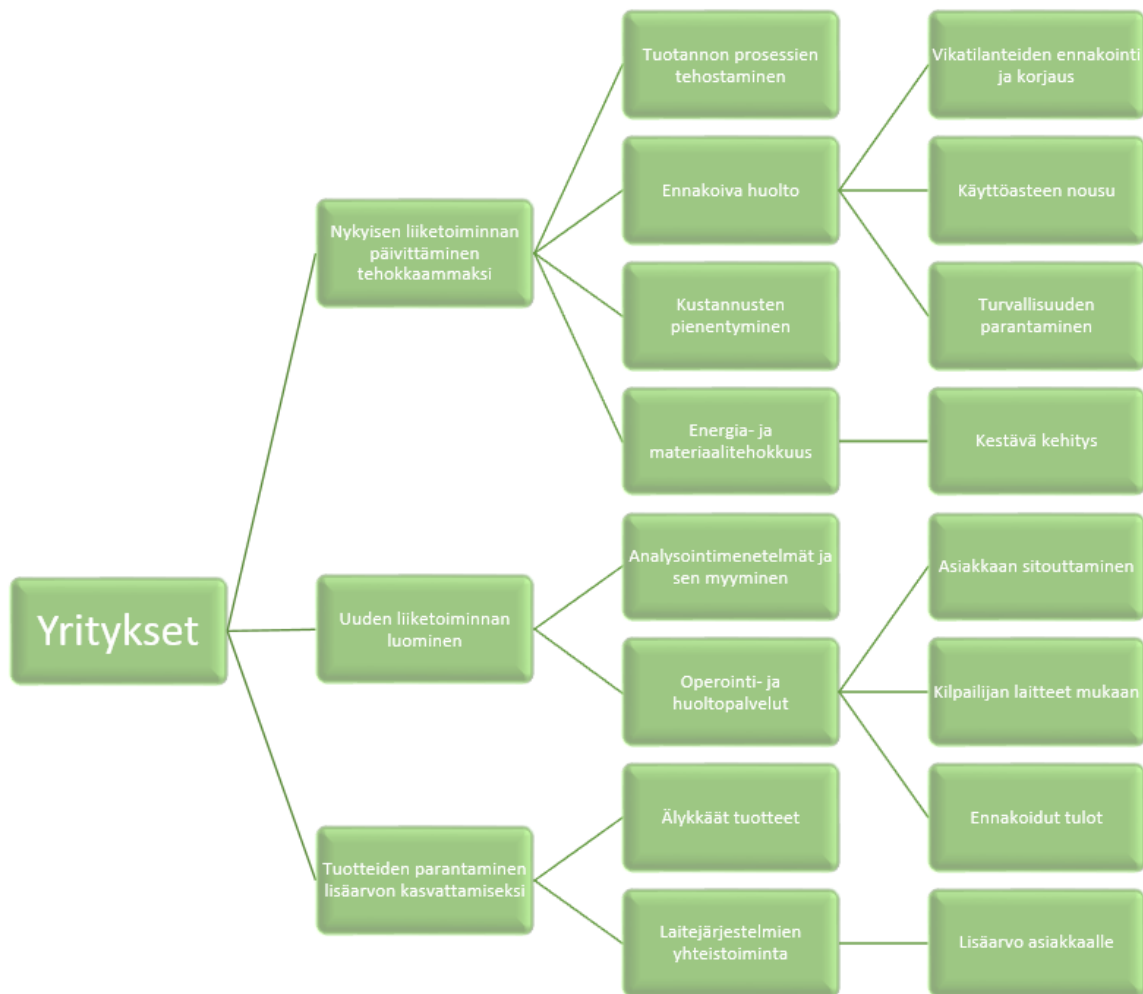 Yritykset
Nykyisen liiketoiminnan
päivittäminen
tehokkaammaksi
Tuotannon prosessien
tehostaminen
Ennakoiva huolto
Vikatilanteiden ennakointi
ja korjaus
Käyttöasteen nousu
Turvallisuuden
parantaminen
Kustannusten
pienentyminen
Energia- ja
materiaalitehokkuus
Kestävä kehitys
Uuden liiketoiminnan
luominen
Analysointimenetelmät ja
sen myyminen
Operointi- ja
huoltopalvelut
Asiakkaan sitouttaminen
Kilpailijan laitteet mukaan
Ennakoidut tulot
Tuotteiden parantaminen
lisäarvon kasvattamiseksi
Älykkäät tuotteet
Laitejärjestelmien
yhteistoiminta
Lisäarvo asiakkaalle